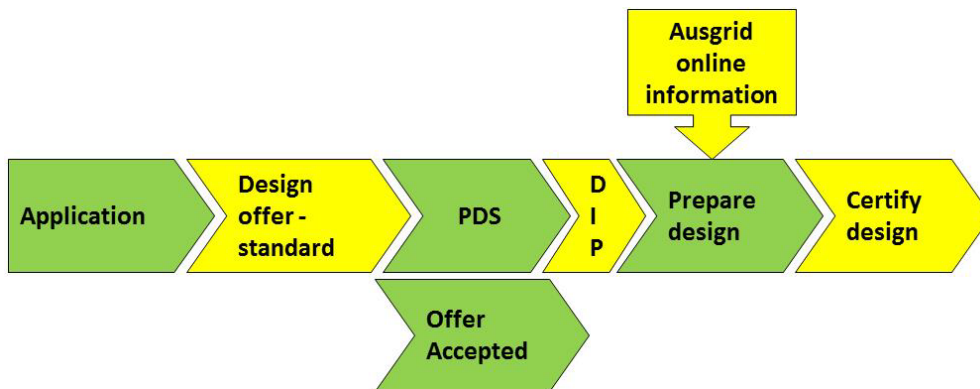 Ausgrid
online
information
Application
Design
offer -
standard
PDS
D
I
P
Prepare
design
Certify
design
Offer
Accepted